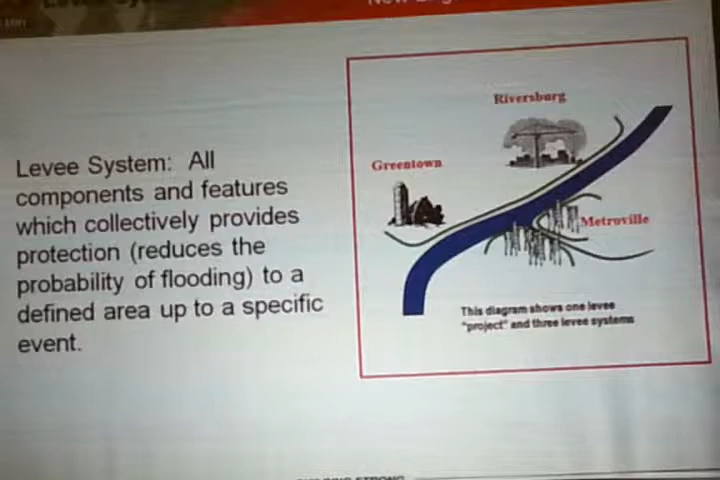 Levee System: All
components and features
which collectively provides
protection (reduces the
probability of flooding) to a
defined area up to a specific
event.
Riversburg
Greentown
Metroville
This diagram shows one levee
"project" and three levee systems